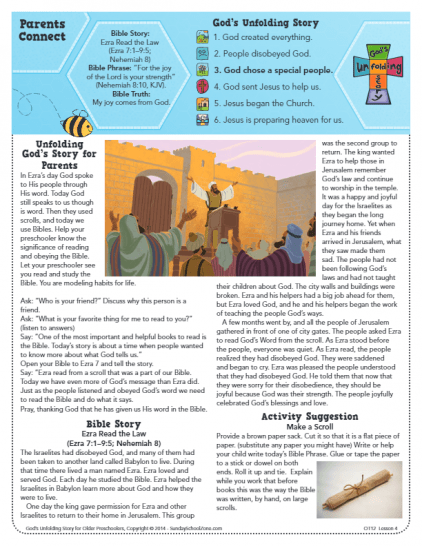 Parents
Connect
Bible Story:
Ezra Read the Law
(Ezra 7:1–9:5;
Nehemiah 8)
Bible Phrase: “For the joy
of the Lord is your strength”
(Nehemiah 8:10, KJV).
Bible Truth:
My joy comes from God.
God's Unfolding Story
1. God created everything.
2. People disobeyed God.
3. God chose a special people.
4. God sent Jesus to help us.
5. Jesus began the Church.
6. Jesus is preparing heaven for us.
God's
unfolding
story
Unfolding
God's Story for
Parents
In Ezra's day God spoke
to His people through
His word. Today God
still speaks to us though
is word. Then they used
scrolls, and today we
use Bibles. Help your
preschooler know the
significance of reading
and obeying the Bible.
Let your preschooler see
you read and study the
Bible. You are modeling habits for life.
Ask: “Who is your friend?” Discuss why this person is a
friend.
Ask: “What is your favorite thing for me to read to you?”
(listen to answers)
Say: “One of the most important and helpful books to read is
the Bible. Today's story is about a time when people wanted
to know more about what God tells us.”
Open your Bible to Ezra 7 and tell the story.
Say: “Ezra read from a scroll that was a part of our Bible.
Today we have even more of God's message than Ezra did.
Just as the people listened and obeyed God's word we need
to read the Bible and do what it says.
Pray, thanking God that he has given us His word in the Bible.
Bible Story
Ezra Read the Law
(Ezra 7:1–9:5; Nehemiah 8)
The Israelites had disobeyed God, and many of them had
been taken to another land called Babylon to live. During
that time there lived a man named Ezra. Ezra loved and
served God. Each day he studied the Bible. Ezra helped the
Israelites in Babylon learn more about God and how they
were to live.
One day the king gave permission for Ezra and other
Israelites to return to their home in Jerusalem. This group
was the second group to
return. The king wanted
Ezra to help those in
Jerusalem remember
God's law and continue
to worship in the temple.
It was a happy and joyful
day for the Israelites as
they began the long
journey home. Yet when
Ezra and his friends
arrived in Jerusalem, what
they saw made them
sad. The people had not
been following God's
laws and had not taught
their children about God. The city walls and buildings were
broken. Ezra and his helpers had a big job ahead for them,
but Ezra loved God, and he and his helpers began the work
of teaching the people God's ways.
A few months went by, and all the people of Jerusalem
gathered in front of one of city gates. The people asked Ezra
to read God's Word from the scroll. As Ezra stood before
the people, everyone was quiet. As Ezra read, the people
realized they had disobeyed God. They were saddened
and began to cry. Ezra was pleased the people understood
that they had disobeyed God. He told them that now that
they were sorry for their disobedience, they should be
joyful because God was their strength. The people joyfully
celebrated God's blessings and love.
Activity Suggestion
Make a Scroll
Provide a brown paper sack. Cut it so that it is a flat piece of
paper. (substitute any paper you might have) Write or help
your child write today's Bible Phrase. Glue or tape the paper
to a stick or dowel on both
ends. Roll it up and tie. Explain
while you work that before
books this was the way the Bible
was written, by hand, on large
scrolls.
God's Unfolding Story for Older Preschoolers, Copyright © 2014 - SundaySchoolZone.com
OT12 Lesson 4